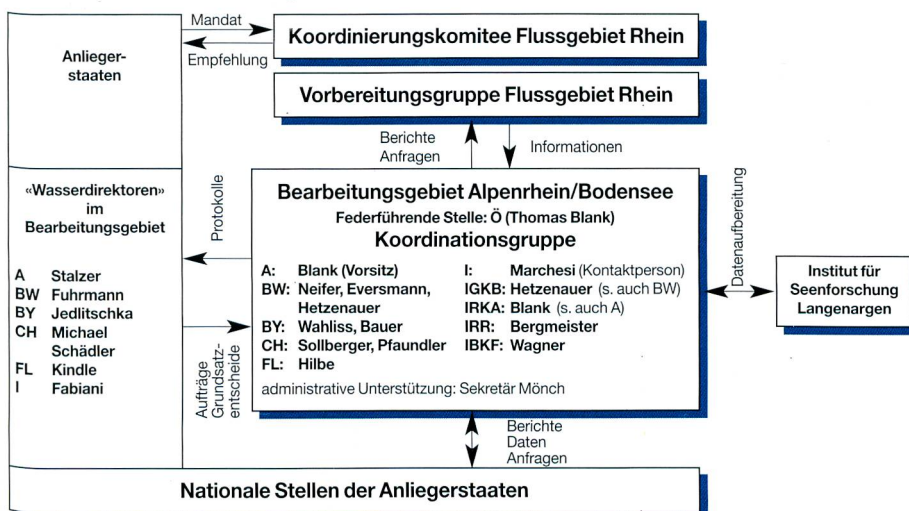 Anlieger-
staaten
Mandat
Empfehlung
Koordinierungskomitee Flussgebiet Rhein
Vorbereitungsgruppe Flussgebiet Rhein
Berichte
Anfragen
Informationen
«Wasserdirektoren»
im
Bearbeitungsgebiet
A Stalzer
BW Fuhrmann
BY Jedlitschka
CH Michael
Schädler
FL Kindle
I Fabiani
Protokolle
Aufträge
Grundsatz-
entscheide
Bearbeitungsgebiet Alpenrhein/Bodensee
Federführende Stelle: Ö (Thomas Blank)
Koordinationsgruppe
A: Blank (Vorsitz)
BW: Neifer, Eversmann,
Hetzenauer
BY: Wahliss, Bauer
CH: Sollberger, Pfaundler
FL: Hilbe
I: Marchesi (Kontaktperson)
IGKB: Hetzenauer (s. auch BW)
IRKA: Blank (s. auch A)
IRR: Bergmeister
IBKF: Wagner
administrative Unterstützung: Sekretär Mönch
Datenaufbereitung
Institut für
Seenforschung
Langenargen
Berichte
Daten
Anfragen
Nationale Stellen der Anliegerstaaten